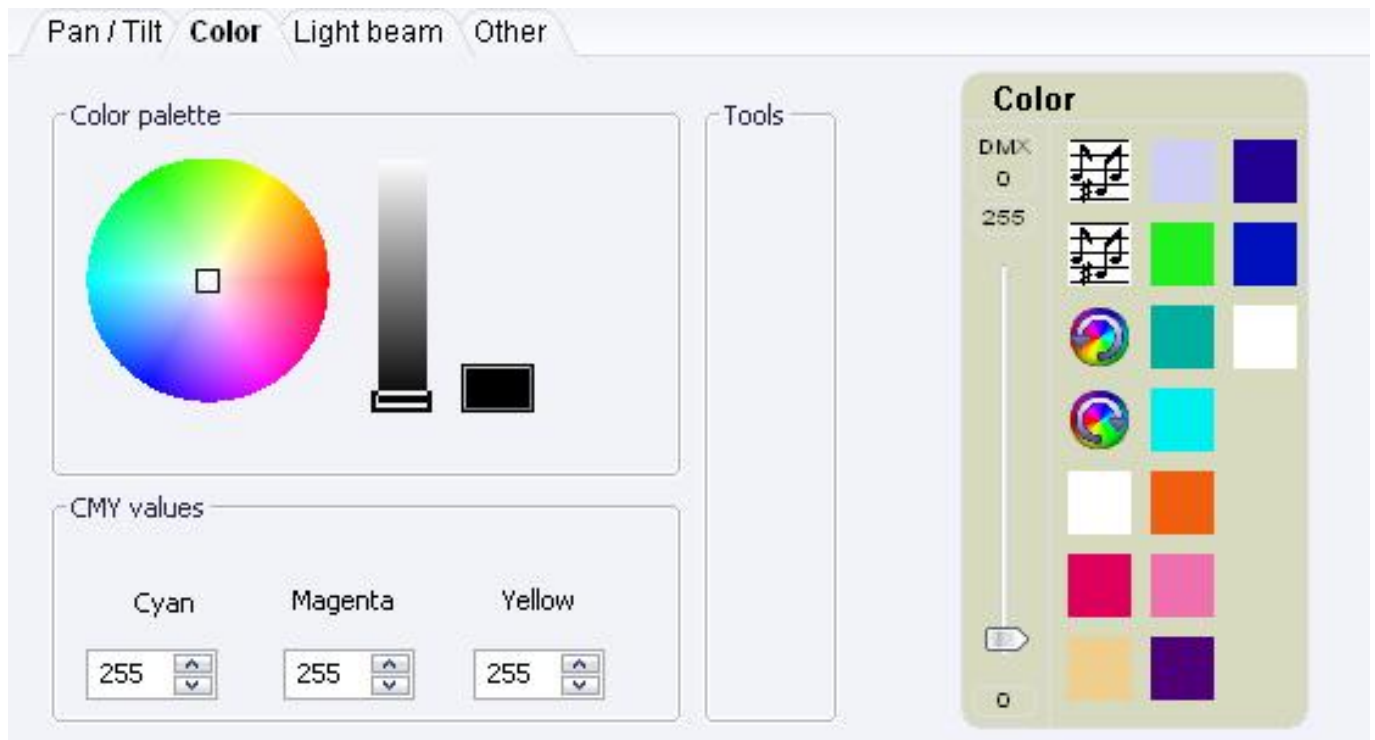 Pan / Tilt Color Light beam Other
Color palette
Tools
CMY values
Cyan Magenta Yellow
255 255 255
Color
DMX
0
255
0